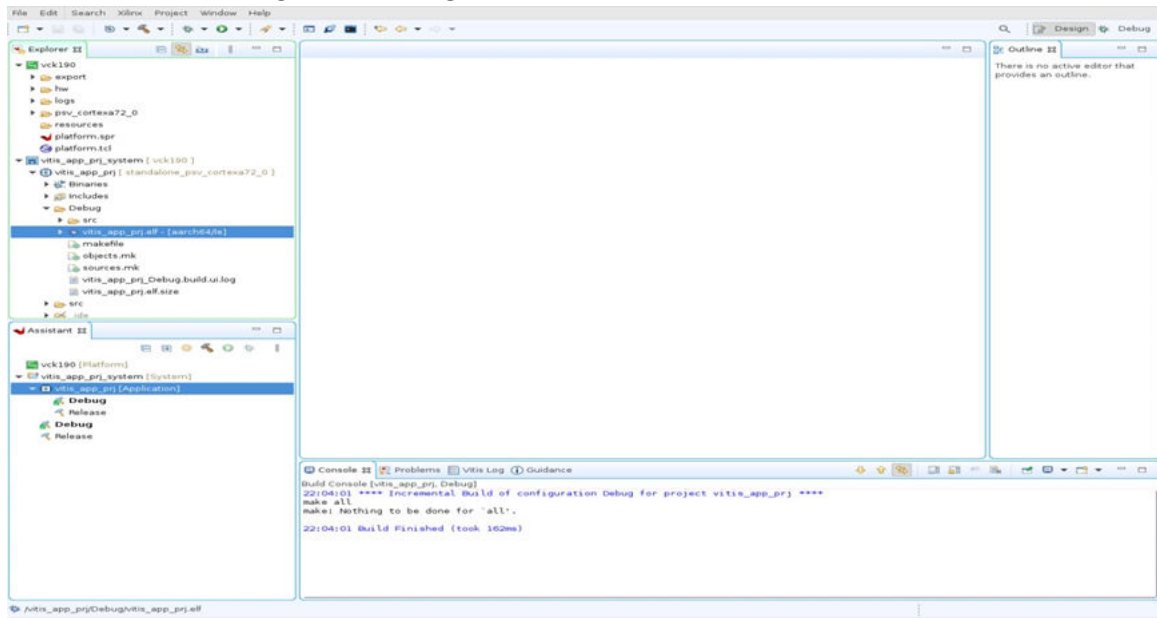 File Edit Search Xilinx Project Window Help
Design Debug
Explorer
vck190
export
hw
logs
psv_cortexa72_0
resources
platform.spr
platform.tcl
vitis_app_prj_system [ vck190 ]
vitis_app_prj [ standalone_psv_cortexa72_0 ]
Binaries
Includes
Debug
src
vitis_app_prj.elf - [aarch64/le]
makefile
objects.mk
sources.mk
vitis_app_prj_Debug.build.ui.log
vitis_app_prj.elf.size
src
_ide
Outline
There is no active editor that
provides an outline.
Assistant
vck190 [Platform]
vitis_app_prj_system [System]
vitis_app_prj [Application]
Debug
Release
Debug
Release
Console Problems Vitis Log Guidance
Build Console [vitis_app_prj, Debug]
22:04:01 **** Incremental Build of configuration Debug for project vitis_app_prj ****
make all
make: Nothing to be done for `all'.
22:04:01 Build Finished (took 162ms)
/vitis_app_prj/Debug/vitis_app_prj.elf